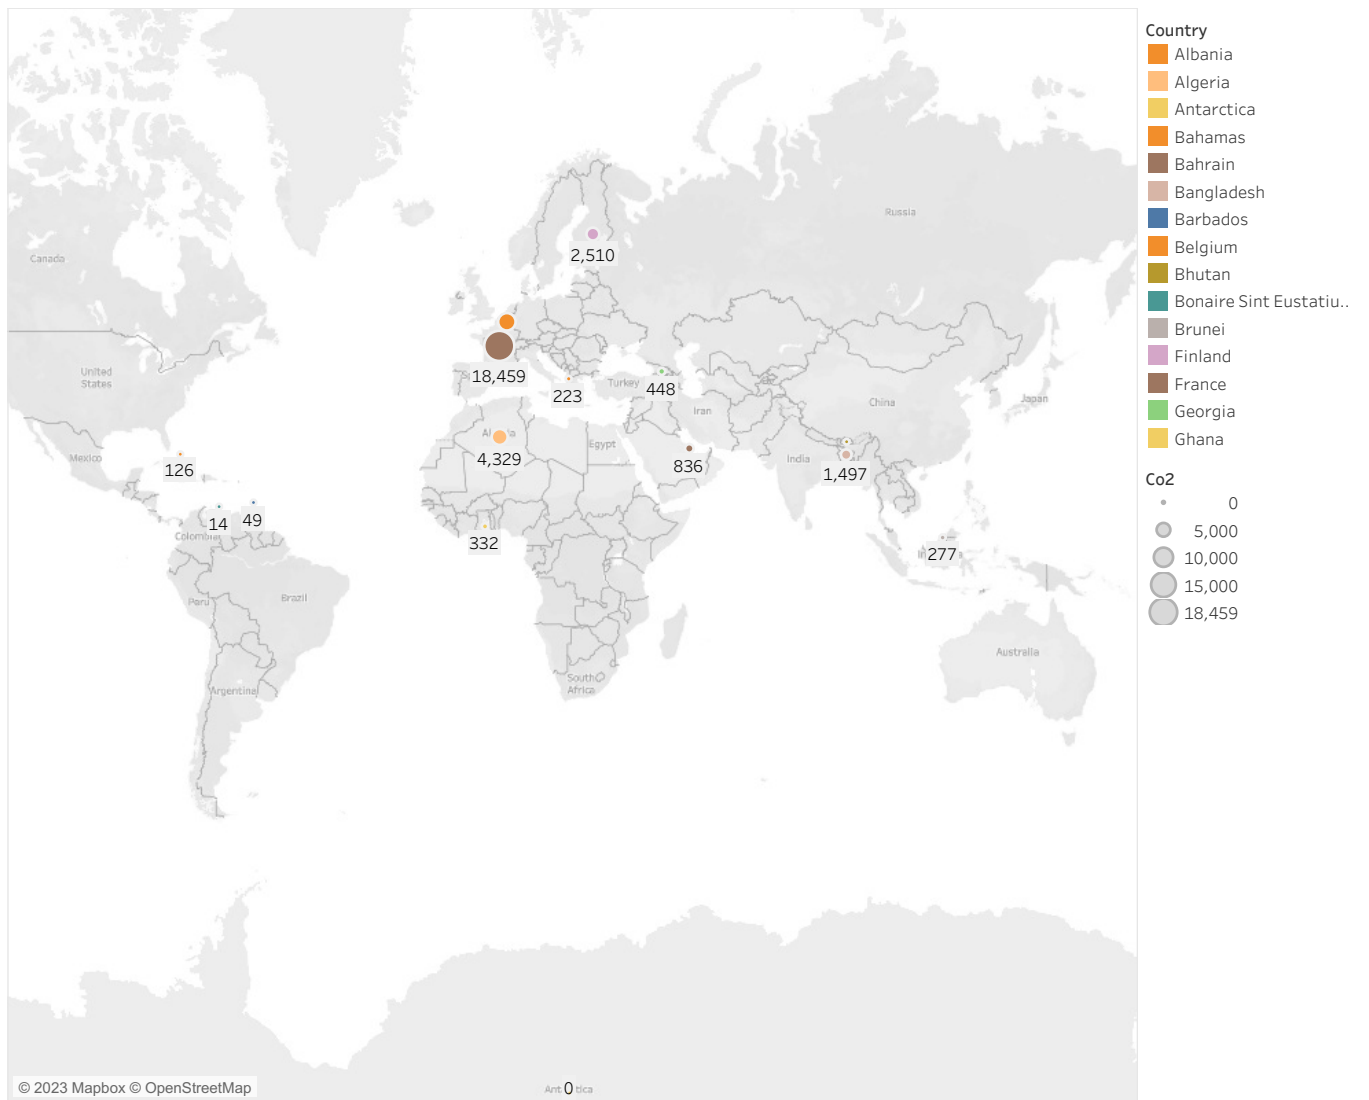 Russia
Canada
2,510
United
States
18,459
223
Turkey
448
Iran
China
Japan
Mexico
126
4,329
Egypt
836
India
1,497
14
49
Colombia
332
277
Peru
Brazil
Australia
South
Africa
Argentina
© 2023 Mapbox © OpenStreetMap
0
Country
Albania
Algeria
Antarctica
Bahamas
Bahrain
Bangladesh
Barbados
Belgium
Bhutan
Bonaire Sint Eustatiu..
Brunei
Finland
France
Georgia
Ghana
Co2
0
5,000
10,000
15,000
18,459